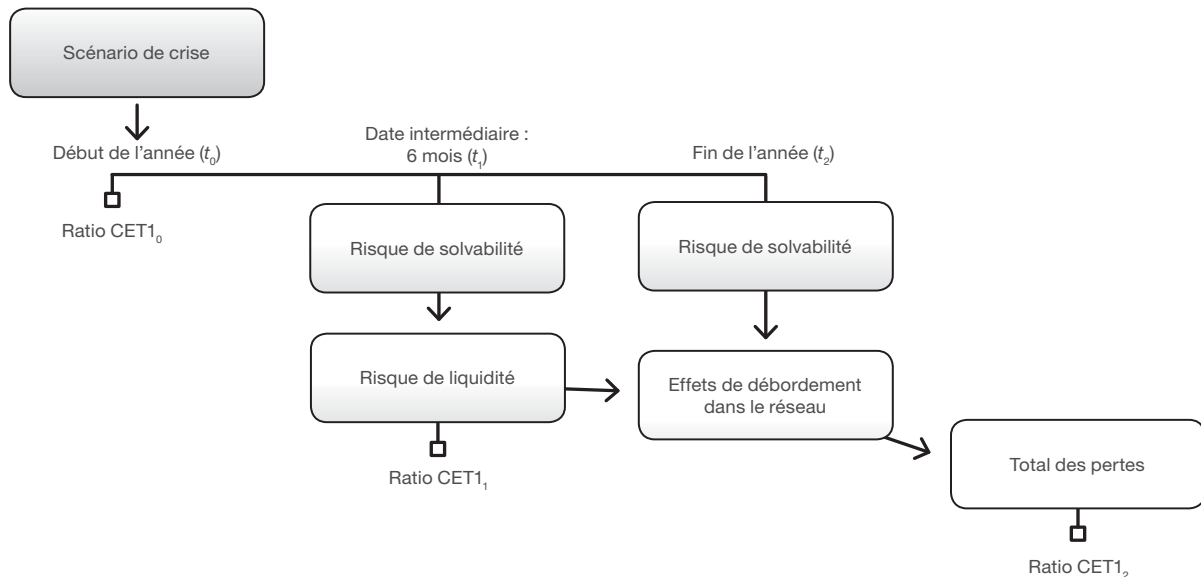 Scénario de crise
Début de l'année (t₀)
Date intermédiaire :
6 mois (t₁)
Fin de l'année (t₂)
Ratio CET1₀
Risque de solvabilité
Risque de solvabilité
Risque de liquidité
Effets de débordement
dans le réseau
Ratio CET1₁
Total des pertes
Ratio CET1₂